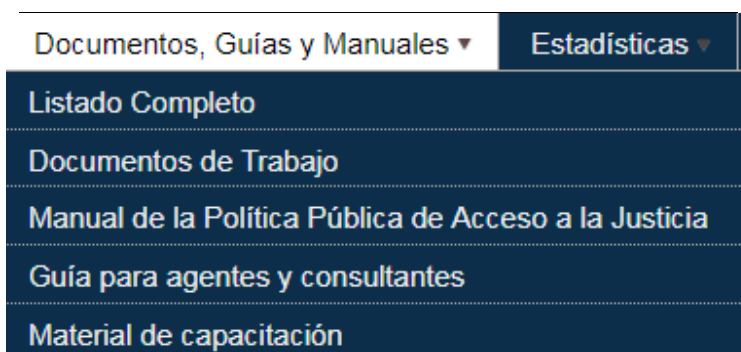 Documentos, Guías y Manuales ▾ Estadísticas ▾
Listado Completo
Documentos de Trabajo
Manual de la Política Pública de Acceso a la Justicia
Guía para agentes y consultantes
Material de capacitación